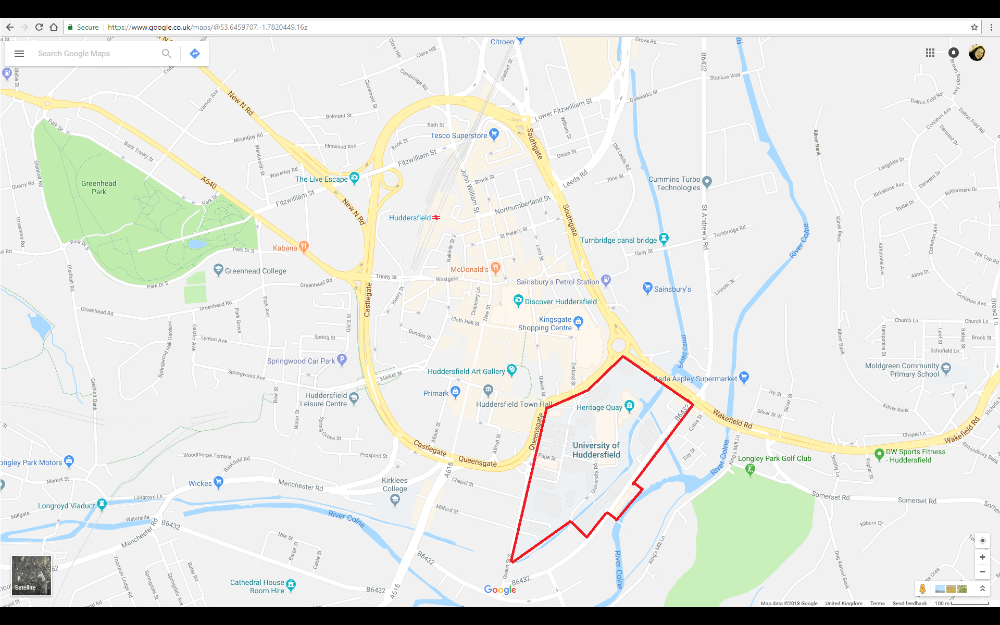 Secure
https://www.google.co.uk/maps/@53.6459707,-1.7820449,16z
Search Google Maps
Citroen
Grove Rd
Clare Hill
Clare Hill
Viaduct St
Cambridge Rd
B6432
Stadium Way
Brown Royd Ave
Glebe St
New N Rd
Vernon Ave
Claremont St
Gasworks St
Dalton Fold Rd
Dalton Fold Rd
Coniston Ave
Belmont St
Lower Fitzwilliam St
William St
Park Dr
Bath St
Tesco Superstore
Mountjoy Rd
Rook St
Elmwood Ave
Southgate
Union St
Old Leeds Rd
Kilner Bank
Derwent Dr
Back Trinity St
Wentworth St
Fitzwilliam St
Langdale Dr
Gledholt Rd
Waverley Rd
The Live Escape
John William St
Brook St
Leeds Rd
Pine St
Cummins Turbo
Technologies
Derwent Dr
Quarry Rd
Greenhead
Park
A640
Kirkstone Ave
Buttermere Dr
Rydal Dr
Park Dr
Fitzwilliam St
New N Rd
Northumberland St
St Andrew's Rd
Huddersfield
Southgate
Grasmere Rd
St Peter's St
Turnbridge Rd
River Colne
Kilner Bank
Coniston Ave
Turnbridge canal bridge
Park Dr S
Park Dr S
Kabana
Railway St
Lord St
Quay St
Kirkstone Ave
Hill Top Rd
Greenhead College
McDonald's
Alma Dr
Gledholt Rd
Trinity St
Westgate
Sainsbury's Petrol Station
Park Dr S
Greenhead Rd
Sainsbury's
Lincoln St
Castlegate
Henry St
Chancery Ln
Discover Huddersfield
Coniston Ave
Greenhead Rd
Greenhead Rd
Park Ave
Park Grove
New St
Broad Ln
Cloth Hall St
Kingsgate
Shopping Centre
Church Ln
Church Ln
Old S St
Oastler Ave
Springwood Hall Gardens
Dundas St
Hampshire St
Leef St
Batley St
Kilner Bank
Brook St
Lynton Ave
Spring St
Broad Canal
Schofield Ln
Springwood Car Park
Moldgreen Community
Primary School
Springwood Ave
Market St
Huddersfield Art Gallery
Zetland St
Queen St
Asda Aspley Supermarket
Gledholt Bank
Bow St
Huddersfield
Leisure Centre
Primark
Huddersfield Town Hall
Heritage Quay
Ivy St
Silver St
Water St
Spring Grove St
Albion St
Queensgate
B6432
Colne St
Wakefield Rd
Silver St W
Kilner Bank
Victoria
Wakefield Rd
Chapel Ln
Castlegate
Alfred St
University of
Huddersfield
King's Mill Ln
Almondbury Bank
Woodthorpe Terrace
Bankfield Rd
Prospect St
Queensgate
Page St
Day St
River Colne
Longley Park Golf Club
DW Sports Fitness
- Huddersfield
ongley Park Motors
A616
Smithy Ln
Poplar St
Market St
Wickes
Manchester Rd
Kirklees
College
Chapel St
University Rd
Longroyd Ln
Somerset Rd
Somerset Rd
Longroyd Viaduct
Milford St
Millgate
Waterside
River Colne
B6432
Kilburn Cl
Manchester Rd
Nile St
Barge St
Cable St
King's Mill Ln
Dog Kennel Bank
B6432
Thornton Lodge Rd
Springdale St
Springdale Ave
Bulay Rd
Queen St S
River Colne
Satellite
Cathedral House
Room Hire
B6432
A616
B6432
Google
Map data ©2018 Google
United Kingdom
Terms
Send feedback
100 m